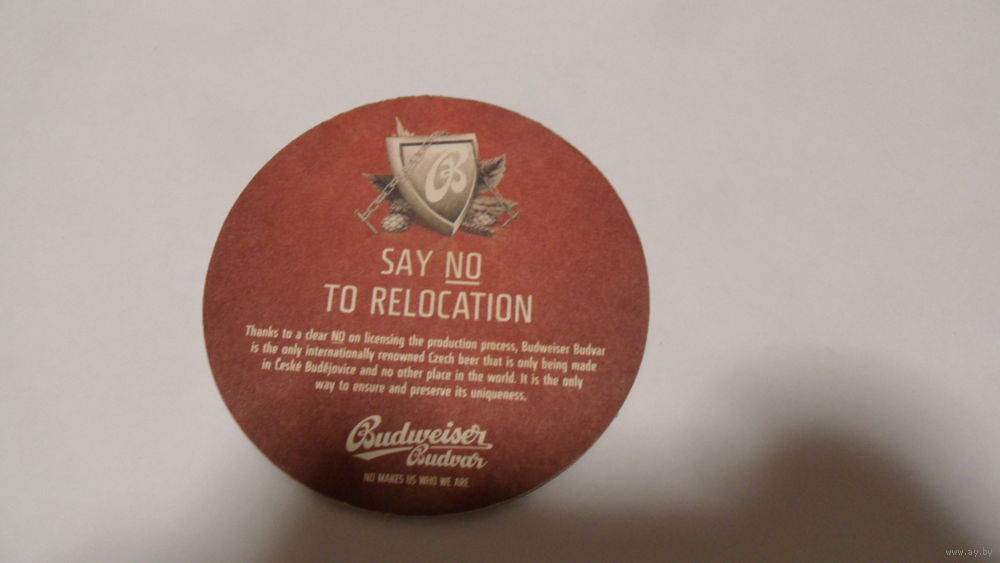 B
SAY NO
TO RELOCATION
Thanks to a clear NO on licensing the production process, Budweiser Budvar
is the only internationally renowned Czech beer that is only being made
in České Budějovice and no other place in the world. It is the only
way to ensure and preserve its uniqueness.
Budweiser
Budvar
NO MAKES US WHO WE ARE
www.ay.by